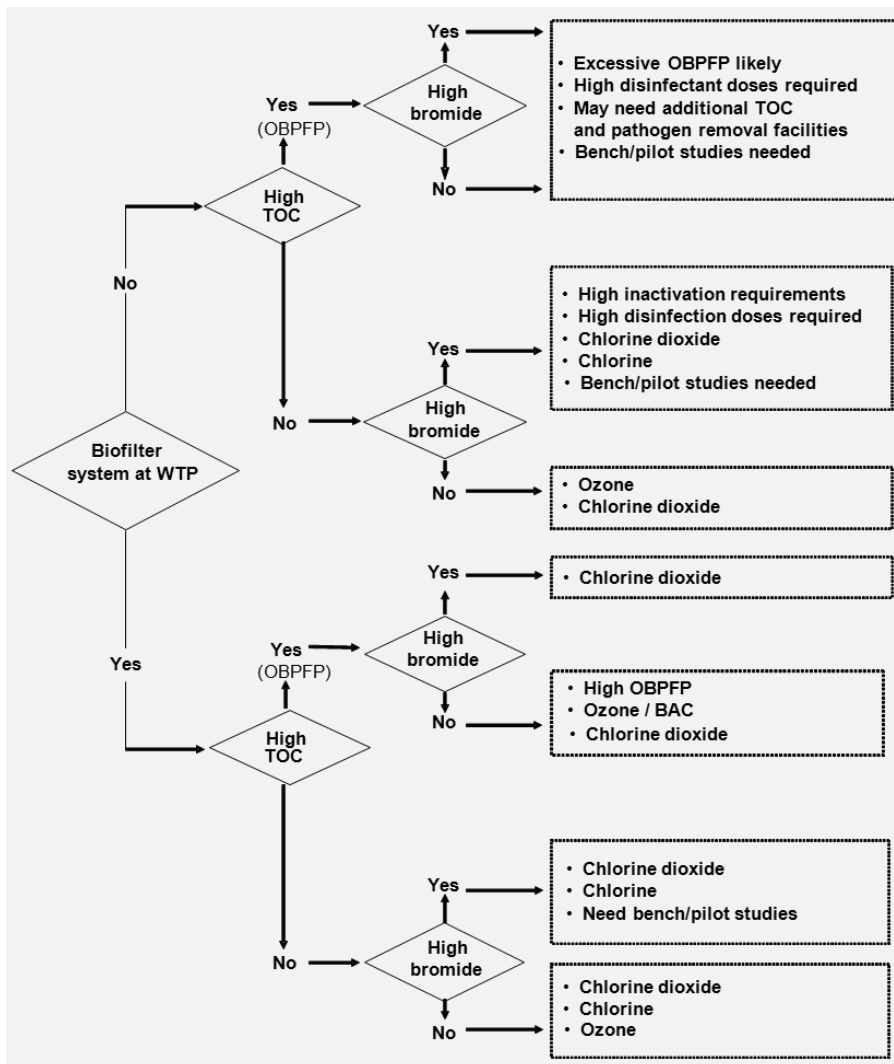 Yes
High
bromide
Yes
(OBPFP)
No
• Excessive OBPFP likely
• High disinfectant doses required
• May need additional TOC
and pathogen removal facilities
• Bench/pilot studies needed
High
TOC
No
Yes
High
bromide
No
No
• High inactivation requirements
• High disinfection doses required
• Chlorine dioxide
• Chlorine
• Bench/pilot studies needed
• Ozone
• Chlorine dioxide
Biofilter
system at WTP
Yes
Yes
High
bromide
Yes
(OBPFP)
No
• Chlorine dioxide
• High OBPFP
• Ozone / BAC
• Chlorine dioxide
High
TOC
Yes
High
bromide
No
No
• Chlorine dioxide
• Chlorine
• Need bench/pilot studies
• Chlorine dioxide
• Chlorine
• Ozone